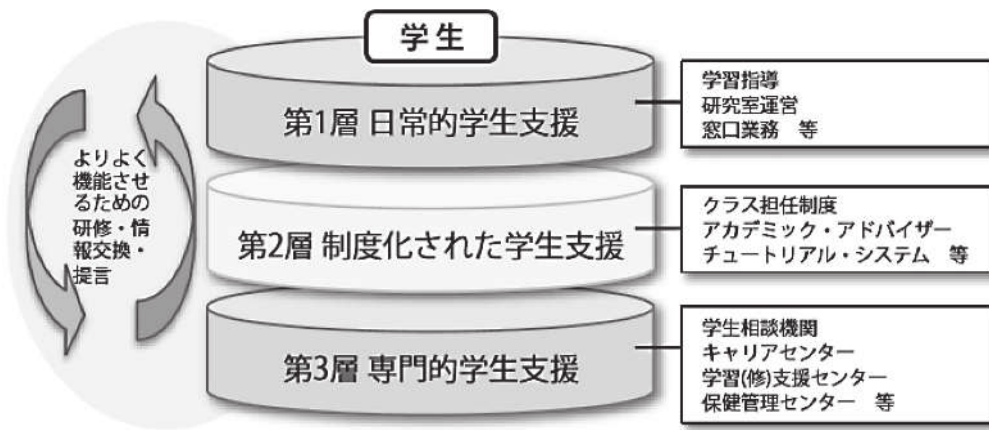 学生
第1層 日常的学生支援
学習指導
研究室運営
窓口業務 等
よりよく
機能させ
るための
研修・情
報交換・
提言
第2層 制度化された学生支援
クラス担任制度
アカデミック・アドバイザー
チュートリアル・システム 等
第3層 専門的学生支援
学生相談機関
キャリアセンター
学習(修)支援センター
保健管理センター 等